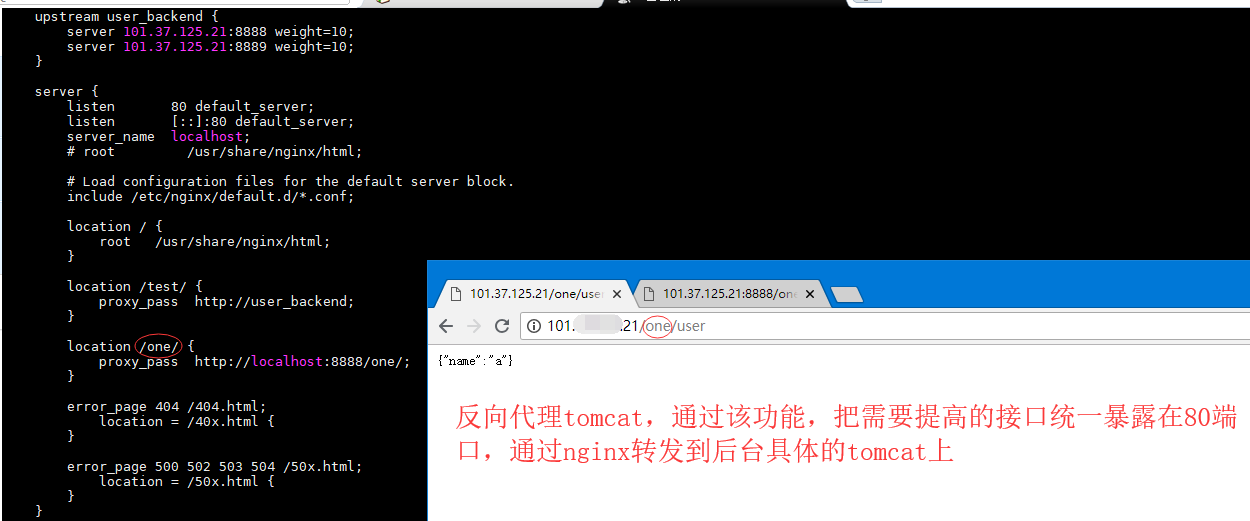 upstream user_backend {
server 101.37.125.21:8888 weight=10;
server 101.37.125.21:8889 weight=10;
}
server {
listen 80 default_server;
listen [::]:80 default_server;
server_name localhost;
# root /usr/share/nginx/html;
# Load configuration files for the default server block.
include /etc/nginx/default.d/*.conf;
location / {
root /usr/share/nginx/html;
}
location /test/ {
proxy_pass http://user_backend;
}
location /one/ {
proxy_pass http://localhost:8888/one/;
}
error_page 404 /404.html;
location = /40x.html {
}
error_page 500 502 503 504 /50x.html;
location = /50x.html {
}
}
101.37.125.21/one/user
101.37.125.21:8888/one
101. .21/one/user
{"name":"a"}
反向代理tomcat，通过该功能，把需要提高的接口统一暴露在80端
口，通过nginx转发到后台具体的tomcat上